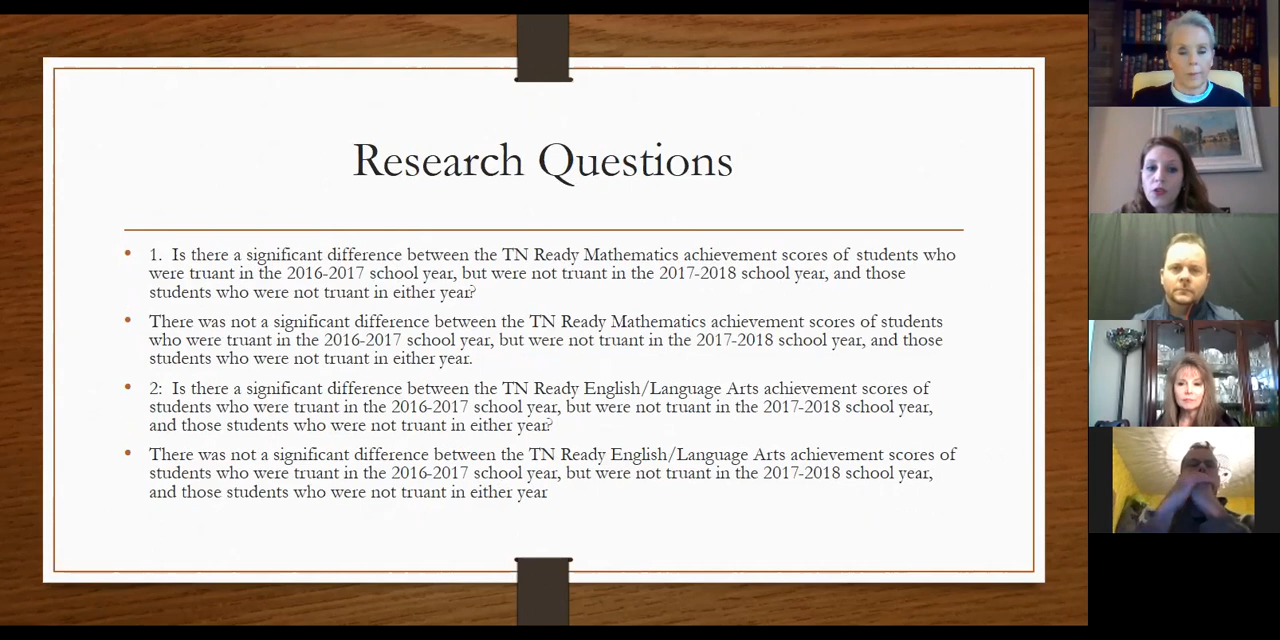 Research Questions
1. Is there a significant difference between the TN Ready Mathematics achievement scores of students who
were truant in the 2016-2017 school year, but were not truant in the 2017-2018 school year, and those
students who were not truant in either year?
There was not a significant difference between the TN Ready Mathematics achievement scores of students
who were truant in the 2016-2017 school year, but were not truant in the 2017-2018 school year, and those
students who were not truant in either year.
2: Is there a significant difference between the TN Ready English/Language Arts achievement scores of
students who were truant in the 2016-2017 school year, but were not truant in the 2017-2018 school year,
and those students who were not truant in either year?
There was not a significant difference between the TN Ready English/Language Arts achievement scores of
students who were truant in the 2016-2017 school year, but were not truant in the 2017-2018 school year,
and those students who were not truant in either year